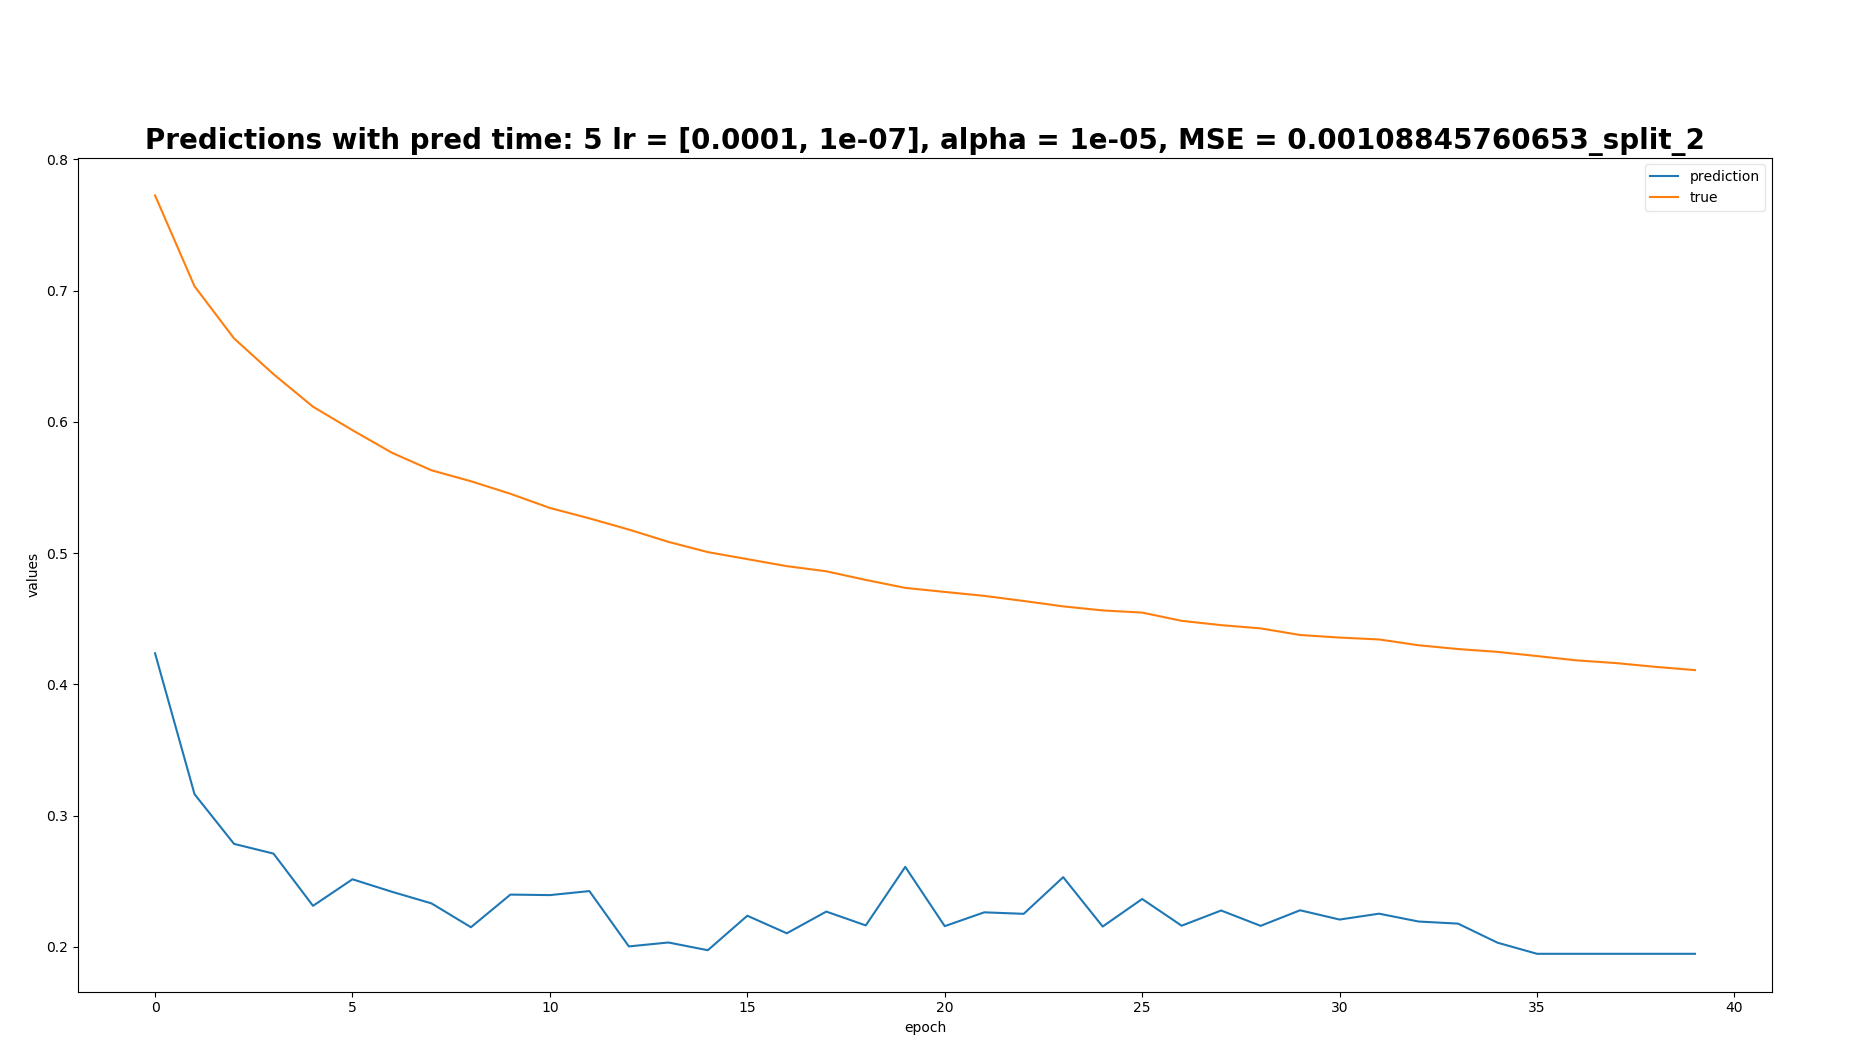 Predictions with pred time: 5 lr = [0.0001, 1e-07], alpha = 1e-05, MSE = 0.00108845760653_split_2
prediction
true
0.8
0.7
0.6
0.5
0.4
0.3
0.2
values
0 5 10 15 20 25 30 35 40
epoch